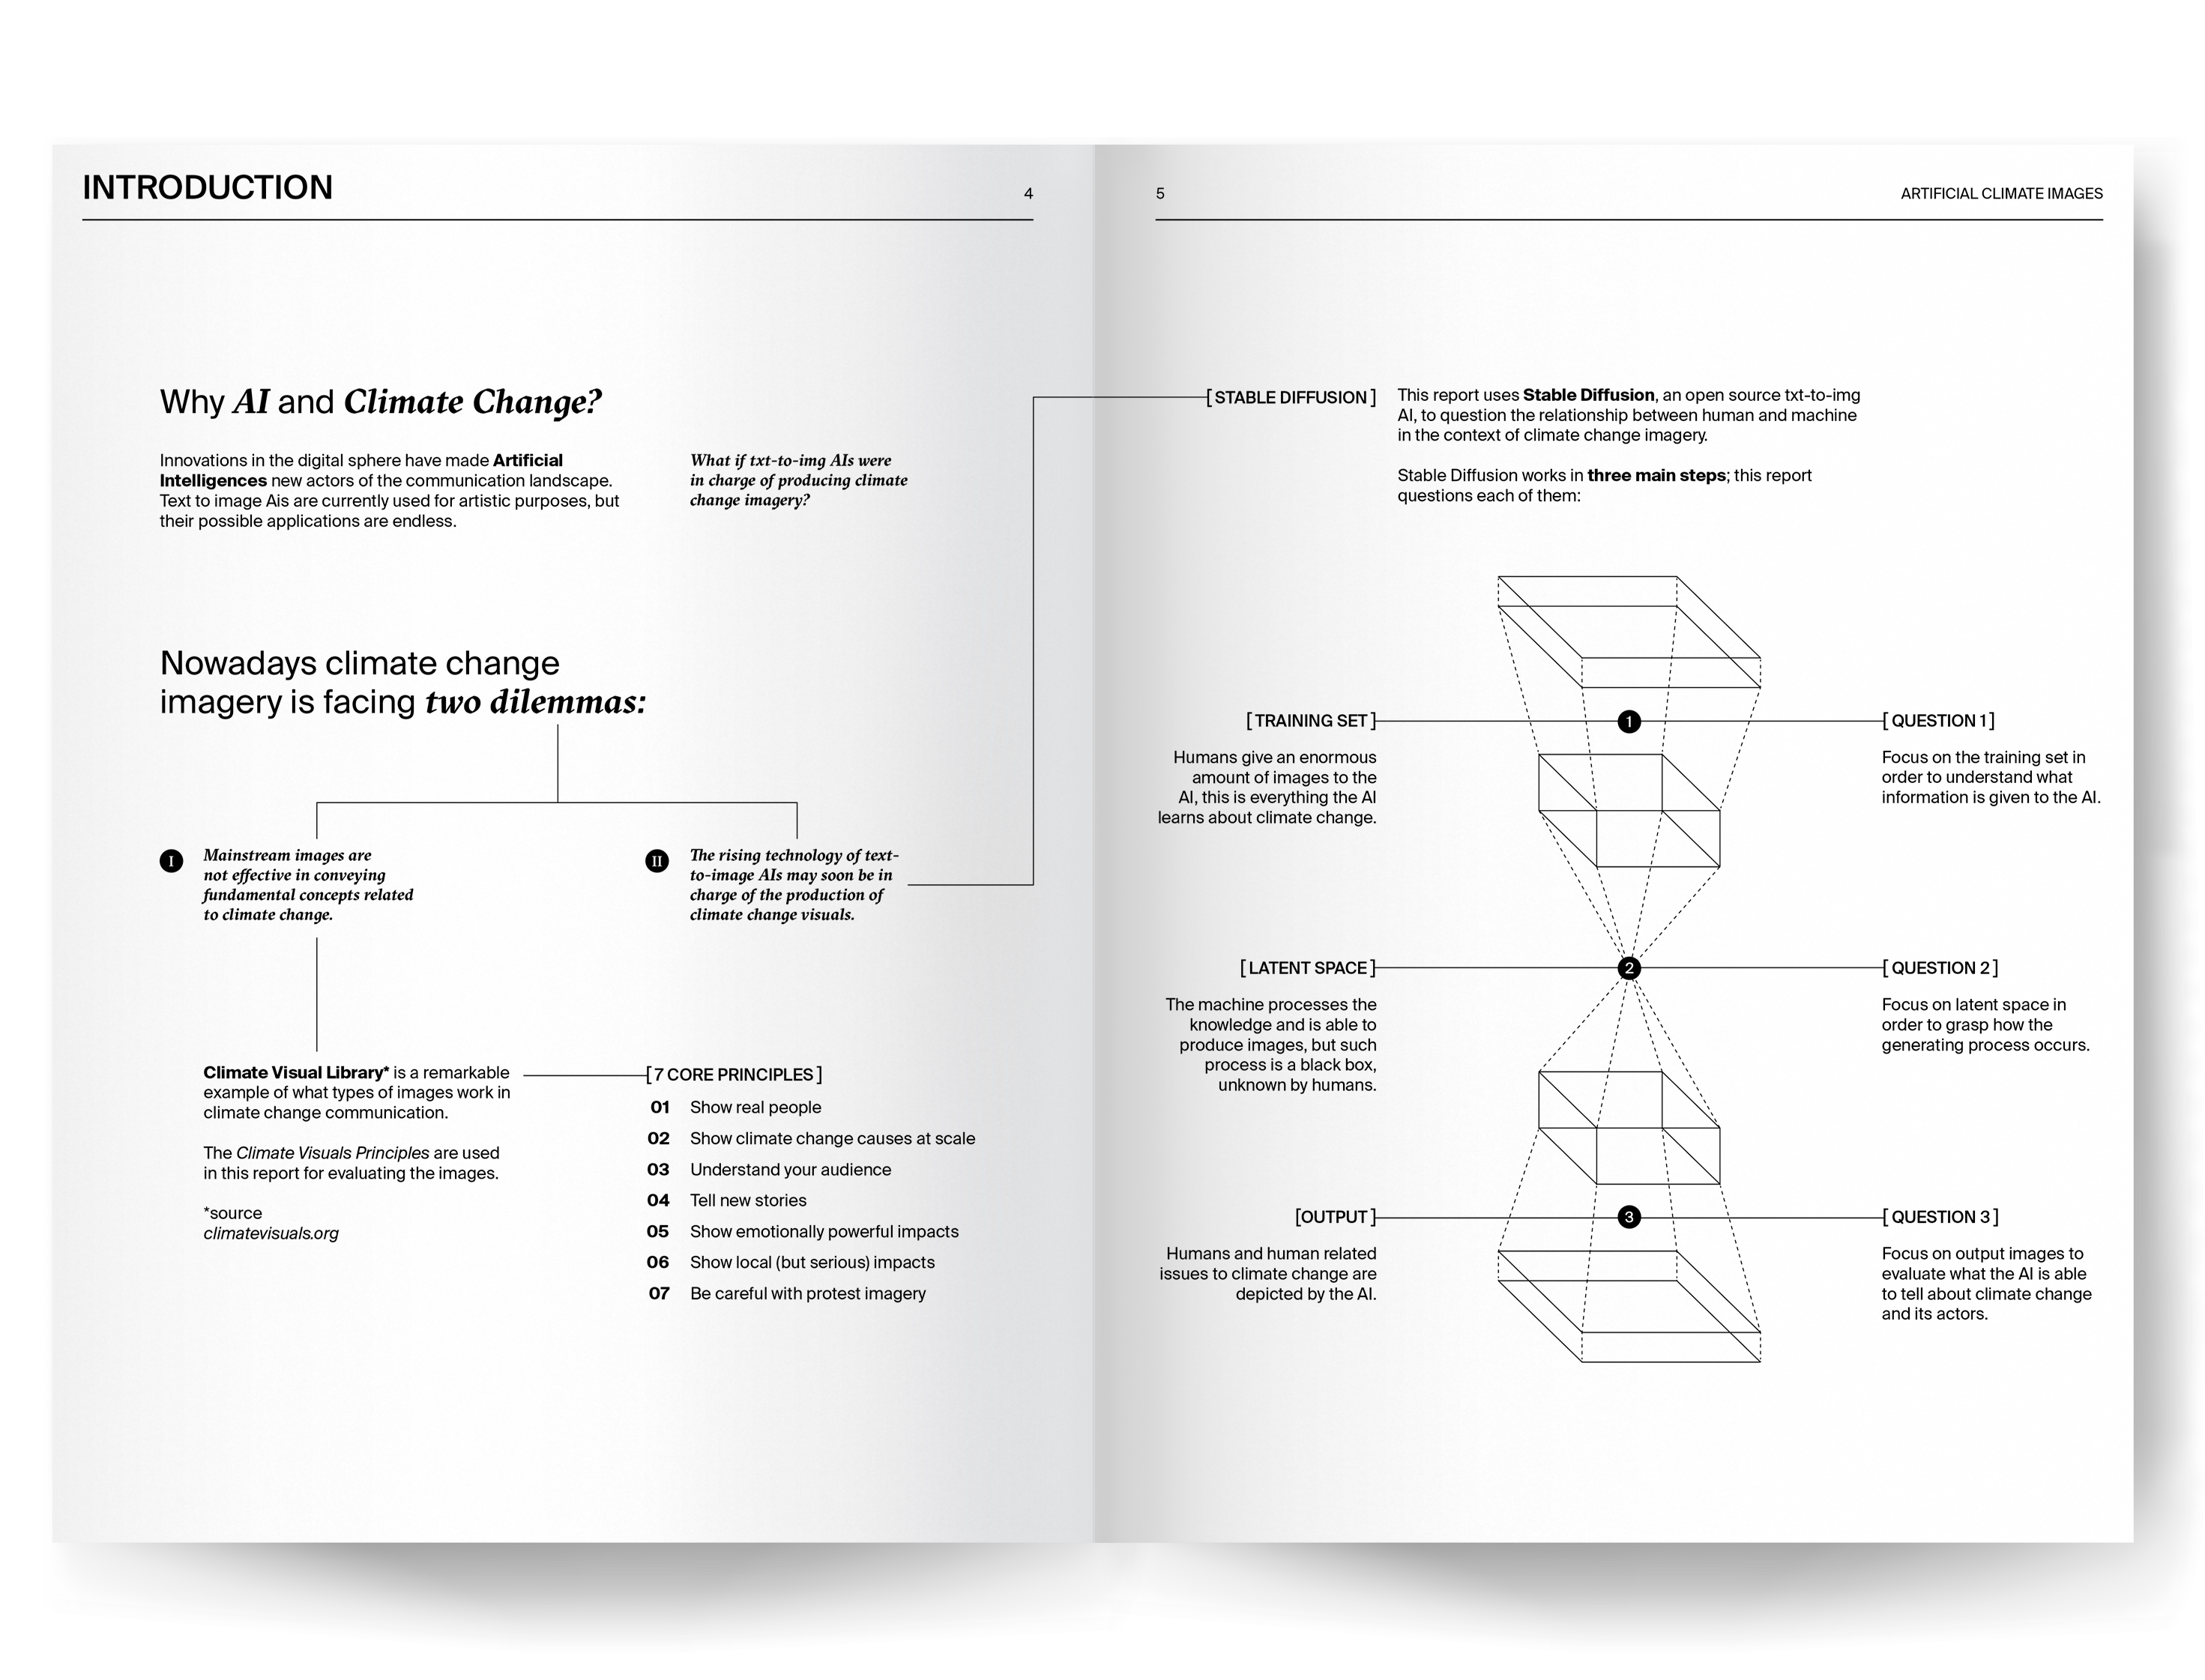 INTRODUCTION
4
Why AI and Climate Change?
Innovations in the digital sphere have made Artificial
Intelligences new actors of the communication landscape.
Text to image Ais are currently used for artistic purposes, but
their possible applications are endless.
What if txt-to-img AIs were
in charge of producing climate
change imagery?
Nowadays climate change
imagery is facing two dilemmas:
I
Mainstream images are
not effective in conveying
fundamental concepts related
to climate change.
II
The rising technology of text-
to-image AIs may soon be in
charge of the production of
climate change visuals.
Climate Visual Library* is a remarkable
example of what types of images work in
climate change communication.
The Climate Visuals Principles are used
in this report for evaluating the images.
*source
climatevisuals.org
[7 CORE PRINCIPLES]
01 Show real people
02 Show climate change causes at scale
03 Understand your audience
04 Tell new stories
05 Show emotionally powerful impacts
06 Show local (but serious) impacts
07 Be careful with protest imagery
5
ARTIFICIAL CLIMATE IMAGES
[STABLE DIFFUSION]
This report uses Stable Diffusion, an open source txt-to-img
AI, to question the relationship between human and machine
in the context of climate change imagery.
Stable Diffusion works in three main steps; this report
questions each of them:
[TRAINING SET]
Humans give an enormous
amount of images to the
AI, this is everything the AI
learns about climate change.
1
[QUESTION 1]
Focus on the training set in
order to understand what
information is given to the AI.
[LATENT SPACE]
The machine processes the
knowledge and is able to
produce images, but such
process is a black box,
unknown by humans.
2
[QUESTION 2]
Focus on latent space in
order to grasp how the
generating process occurs.
[OUTPUT]
Humans and human related
issues to climate change are
depicted by the AI.
3
[QUESTION 3]
Focus on output images to
evaluate what the AI is able
to tell about climate change
and its actors.